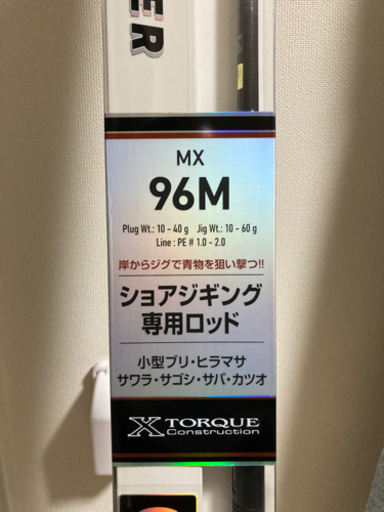 ER
MX
96M
Plug Wt.: 10 - 40 g Jig Wt.: 10 - 60 g
Line : PE # 1.0 - 2.0
岸からジグで青物を狙い撃つ!!
ショアジギング
専用ロッド
小型ブリ・ヒラマサ
サワラ・サゴシ・サバ・カツオ
X TORQUE
Construction